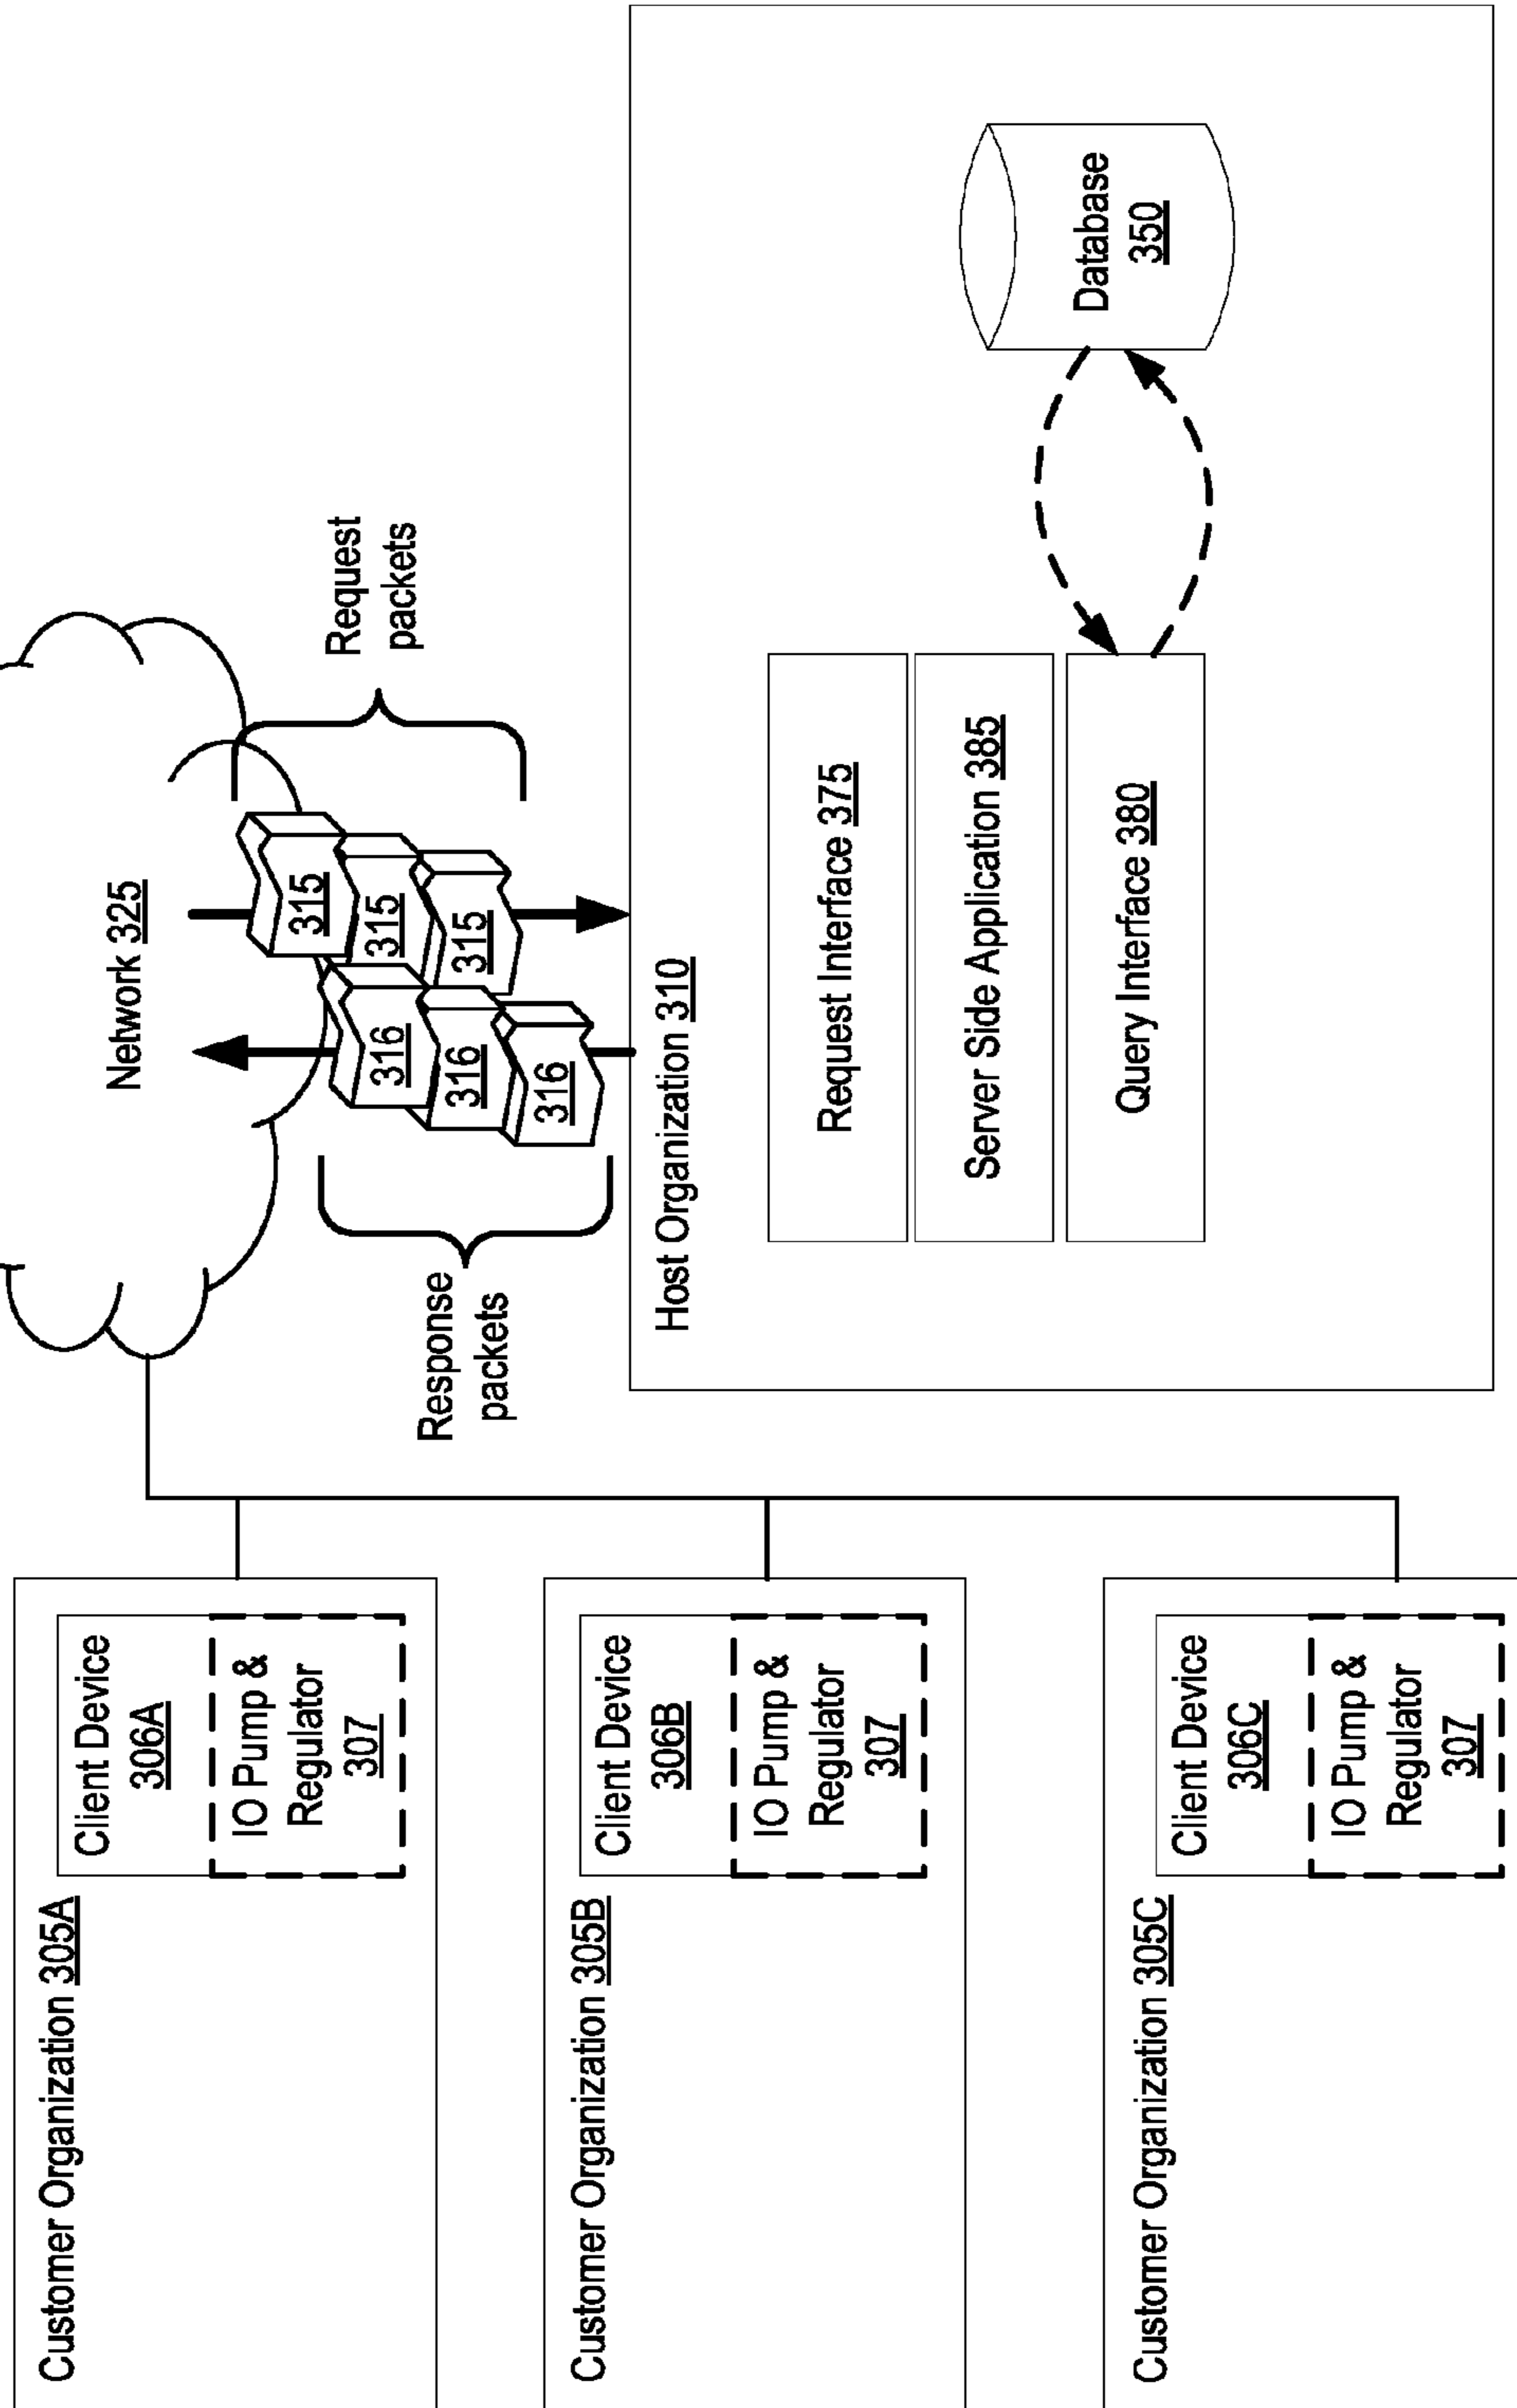 Customer Organization 305A
Client Device
306A
IO Pump &
Regulator
307
Customer Organization 305B
Client Device
306B
IO Pump &
Regulator
307
Customer Organization 305C
Client Device
306C
IO Pump &
Regulator
307
Network 325
Response
packets
316
316
316
315
315
315
Request
packets
Host Organization 310
Request Interface 375
Server Side Application 385
Query Interface 380
Database
350